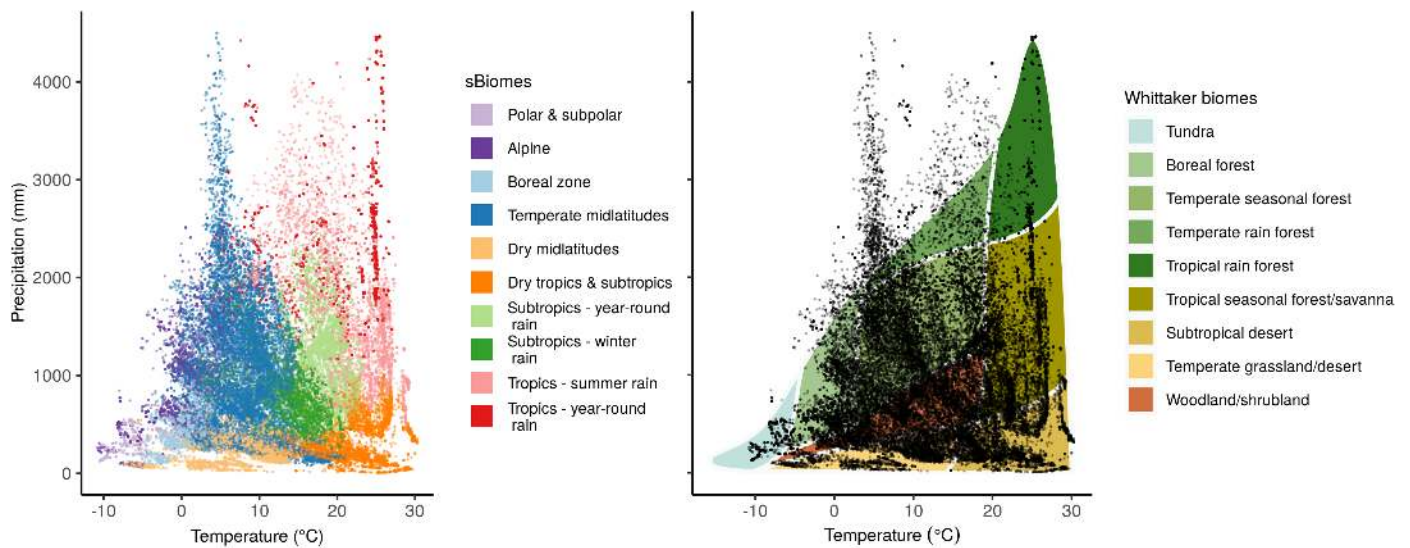 Precipitation (mm)
4000
3000
2000
1000
0
-10
0
10
20
30
Temperature (°C)
sBiomes
Polar & subpolar
Alpine
Boreal zone
Temperate midlatitudes
Dry midlatitudes
Dry tropics & subtropics
Subtropics - year-round
rain
Subtropics - winter
rain
Tropics - summer rain
Tropics - year-round
rain
-10
0
10
20
30
Temperature (°C)
Whittaker biomes
Tundra
Boreal forest
Temperate seasonal forest
Temperate rain forest
Tropical rain forest
Tropical seasonal forest/savanna
Subtropical desert
Temperate grassland/desert
Woodland/shrubland